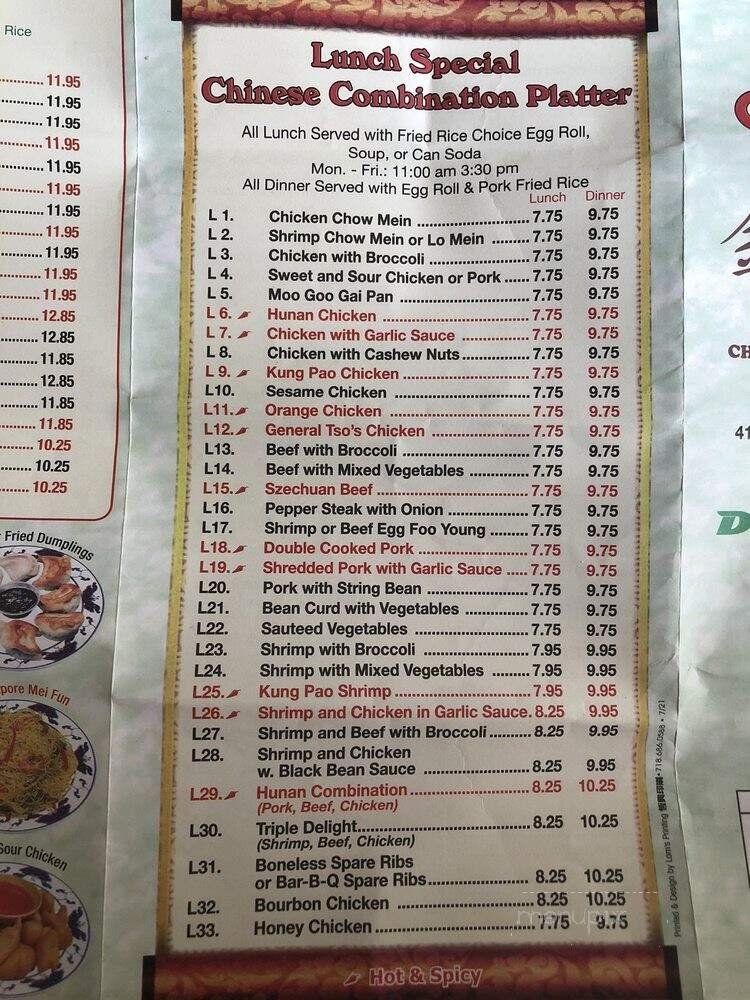 Rice
11.95
11.95
11.95
11.95
11.95
11.95
11.95
11.95
11.95
11.95
11.95
12.85
12.85
11.85
12.85
11.85
11.85
10.25
10.25
10.25
Fried Dumplings
pore Mei Fun
Sour Chicken
Lunch Special
Chinese Combination Platter
All Lunch Served with Fried Rice Choice Egg Roll,
Soup, or Can Soda
Mon. - Fri.: 11:00 am 3:30 pm
All Dinner Served with Egg Roll & Pork Fried Rice
Lunch Dinner
L 1. Chicken Chow Mein 7.75 9.75
L 2. Shrimp Chow Mein or Lo Mein 7.75 9.75
L 3. Chicken with Broccoli 7.75 9.75
L 4. Sweet and Sour Chicken or Pork 7.75 9.75
L 5. Moo Goo Gai Pan 7.75 9.75
L 6. Hunan Chicken 7.75 9.75
L 7. Chicken with Garlic Sauce 7.75 9.75
L 8. Chicken with Cashew Nuts 7.75 9.75
L 9. Kung Pao Chicken 7.75 9.75
L10. Sesame Chicken 7.75 9.75
L11. Orange Chicken 7.75 9.75
L12. General Tso's Chicken 7.75 9.75
L13. Beef with Broccoli 7.75 9.75
L14. Beef with Mixed Vegetables 7.75 9.75
L15. Szechuan Beef 7.75 9.75
L16. Pepper Steak with Onion 7.75 9.75
L17. Shrimp or Beef Egg Foo Young 7.75 9.75
L18. Double Cooked Pork 7.75 9.75
L19. Shredded Pork with Garlic Sauce 7.75 9.75
L20. Pork with String Bean 7.75 9.75
L21. Bean Curd with Vegetables 7.75 9.75
L22. Sauteed Vegetables 7.75 9.75
L23. Shrimp with Broccoli 7.95 9.95
L24. Shrimp with Mixed Vegetables 7.95 9.95
L25. Kung Pao Shrimp 7.95 9.95
L26. Shrimp and Chicken in Garlic Sauce. 8.25 9.95
L27. Shrimp and Beef with Broccoli 8.25 9.95
L28. Shrimp and Chicken
w. Black Bean Sauce 8.25 9.95
L29. Hunan Combination 8.25 10.25
(Pork, Beef, Chicken)
L30. Triple Delight 8.25 10.25
(Shrimp, Beef, Chicken)
L31. Boneless Spare Ribs
or Bar-B-Q Spare Ribs 8.25 10.25
L32. Bourbon Chicken 8.25 10.25
L33. Honey Chicken 7.75 9.75
Hot & Spicy
menupix
Printed & Design by Lom's Printing 718.686.0588 • 7/21
CH
41
D